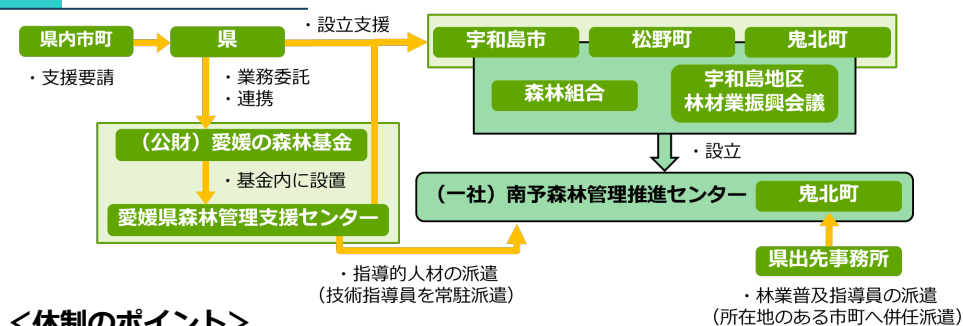 ・設立支援
県内市町
県
宇和島市
松野町
鬼北町
・支援要請
・業務委託
・連携
森林組合
宇和島地区
林材業振興会議
（公財）愛媛の森林基金
・設立
・基金内に設置
（一社）南予森林管理推進センター
鬼北町
愛媛県森林管理支援センター
県出先事務所
・指導的人材の派遣
（技術指導員を常駐派遣）
・林業普及指導員の派遣
（所在地のある市町へ併任派遣）
＜体制のポイント＞